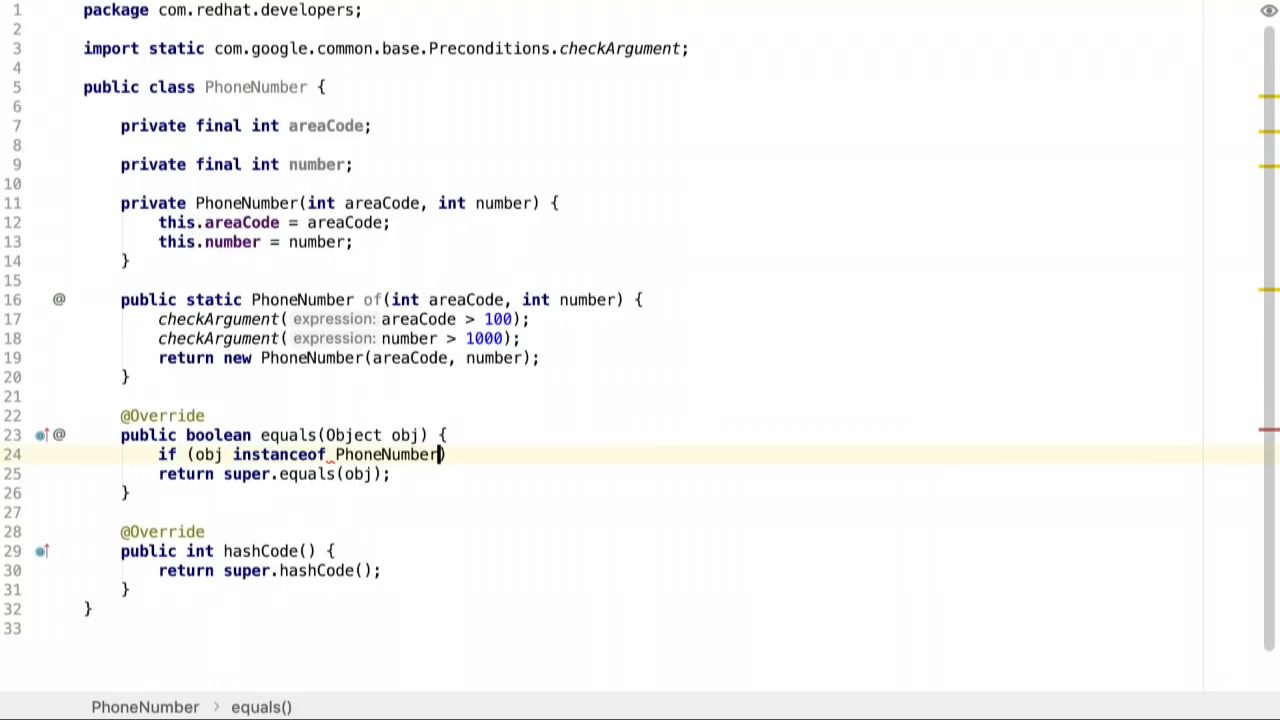 1 package com.redhat.developers;
2
3 import static com.google.common.base.Preconditions.checkArgument;
4
5 public class PhoneNumber {
6
7 private final int areaCode;
8
9 private final int number;
10
11 private PhoneNumber(int areaCode, int number) {
12 this.areaCode = areaCode;
13 this.number = number;
14 }
15
16 @ public static PhoneNumber of(int areaCode, int number) {
17 checkArgument( expression: areaCode > 100);
18 checkArgument( expression: number > 1000);
19 return new PhoneNumber(areaCode, number);
20 }
21
22 @Override
23 @ public boolean equals(Object obj) {
24 if (obj instanceof PhoneNumber)
25 return super.equals(obj);
26 }
27
28 @Override
29 public int hashCode() {
30 return super.hashCode();
31 }
32 }
33
PhoneNumber > equals()